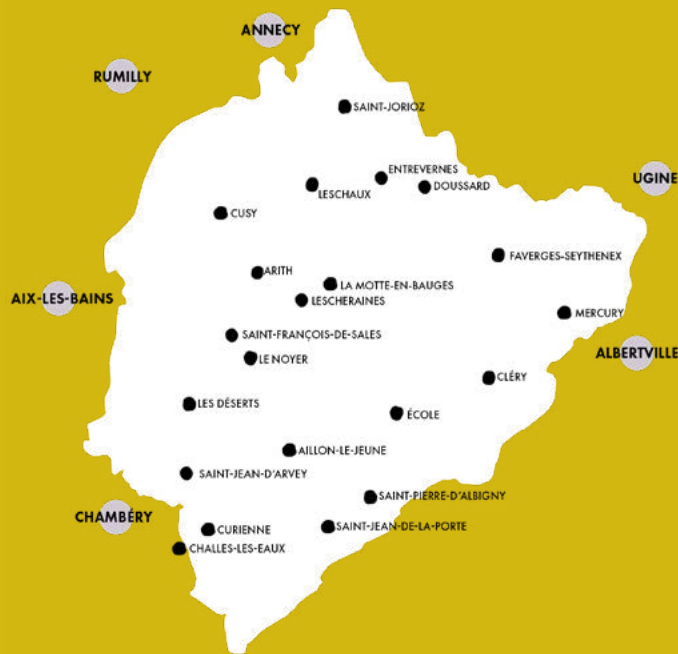 ANNECY
RUMILLY
SAINT-JORIOZ
ENTREVERNES
UGINE
DOUSSARD
LESCHAUX
CUSY
FAVERGES-SEYTHENEX
ARITH
LA MOTTE-EN-BAUGES
AIX-LES-BAINS
LESCHERAINES
MERCURY
SAINT-FRANÇOIS-DE-SALES
ALBERTVILLE
LE NOYER
CLÉRY
LES DÉSERTS
ÉCOLE
AILLON-LE-JEUNE
SAINT-JEAN-D'ARVEY
SAINT-PIERRE-D'ALBIGNY
CHAMBÉRY
SAINT-JEAN-DE-LA-PORTE
CURIENNE
CHALLES-LES-EAUX